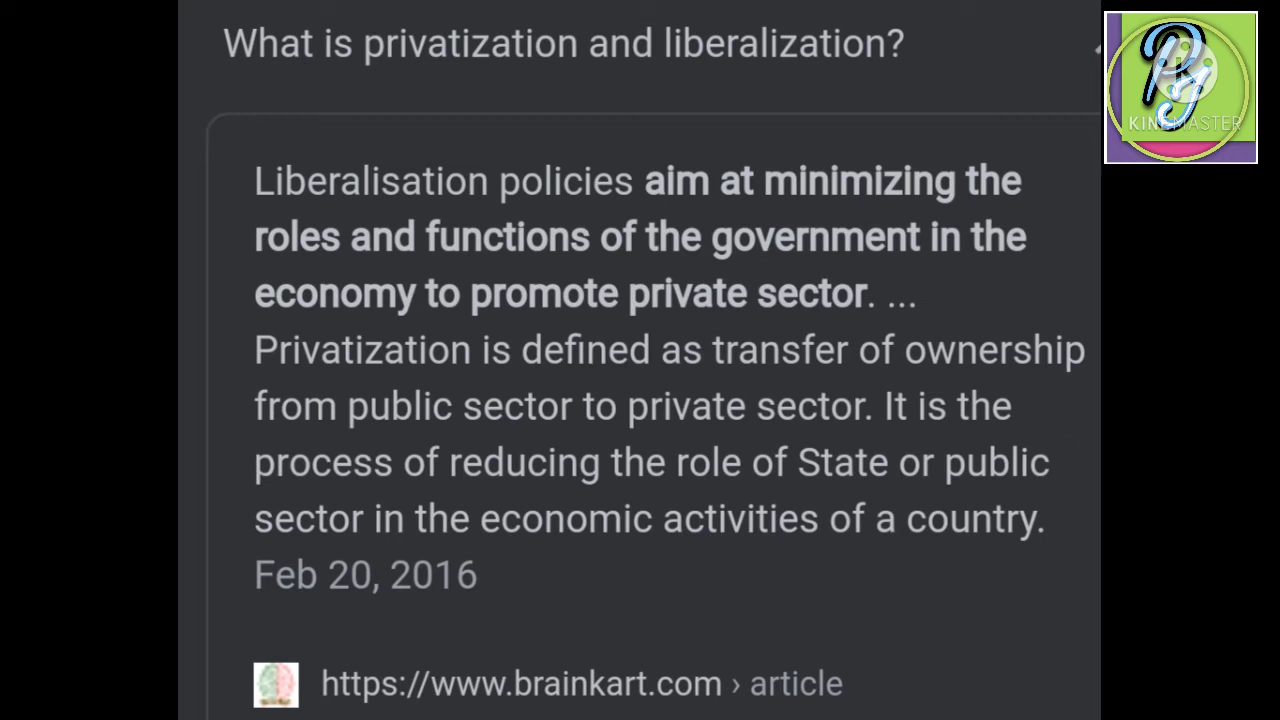 What is privatization and liberalization?
Liberalisation policies aim at minimizing the
roles and functions of the government in the
economy to promote private sector. ...
Privatization is defined as transfer of ownership
from public sector to private sector. It is the
process of reducing the role of State or public
sector in the economic activities of a country.
Feb 20, 2016
https://www.brainkart.com › article
KINEMASTER